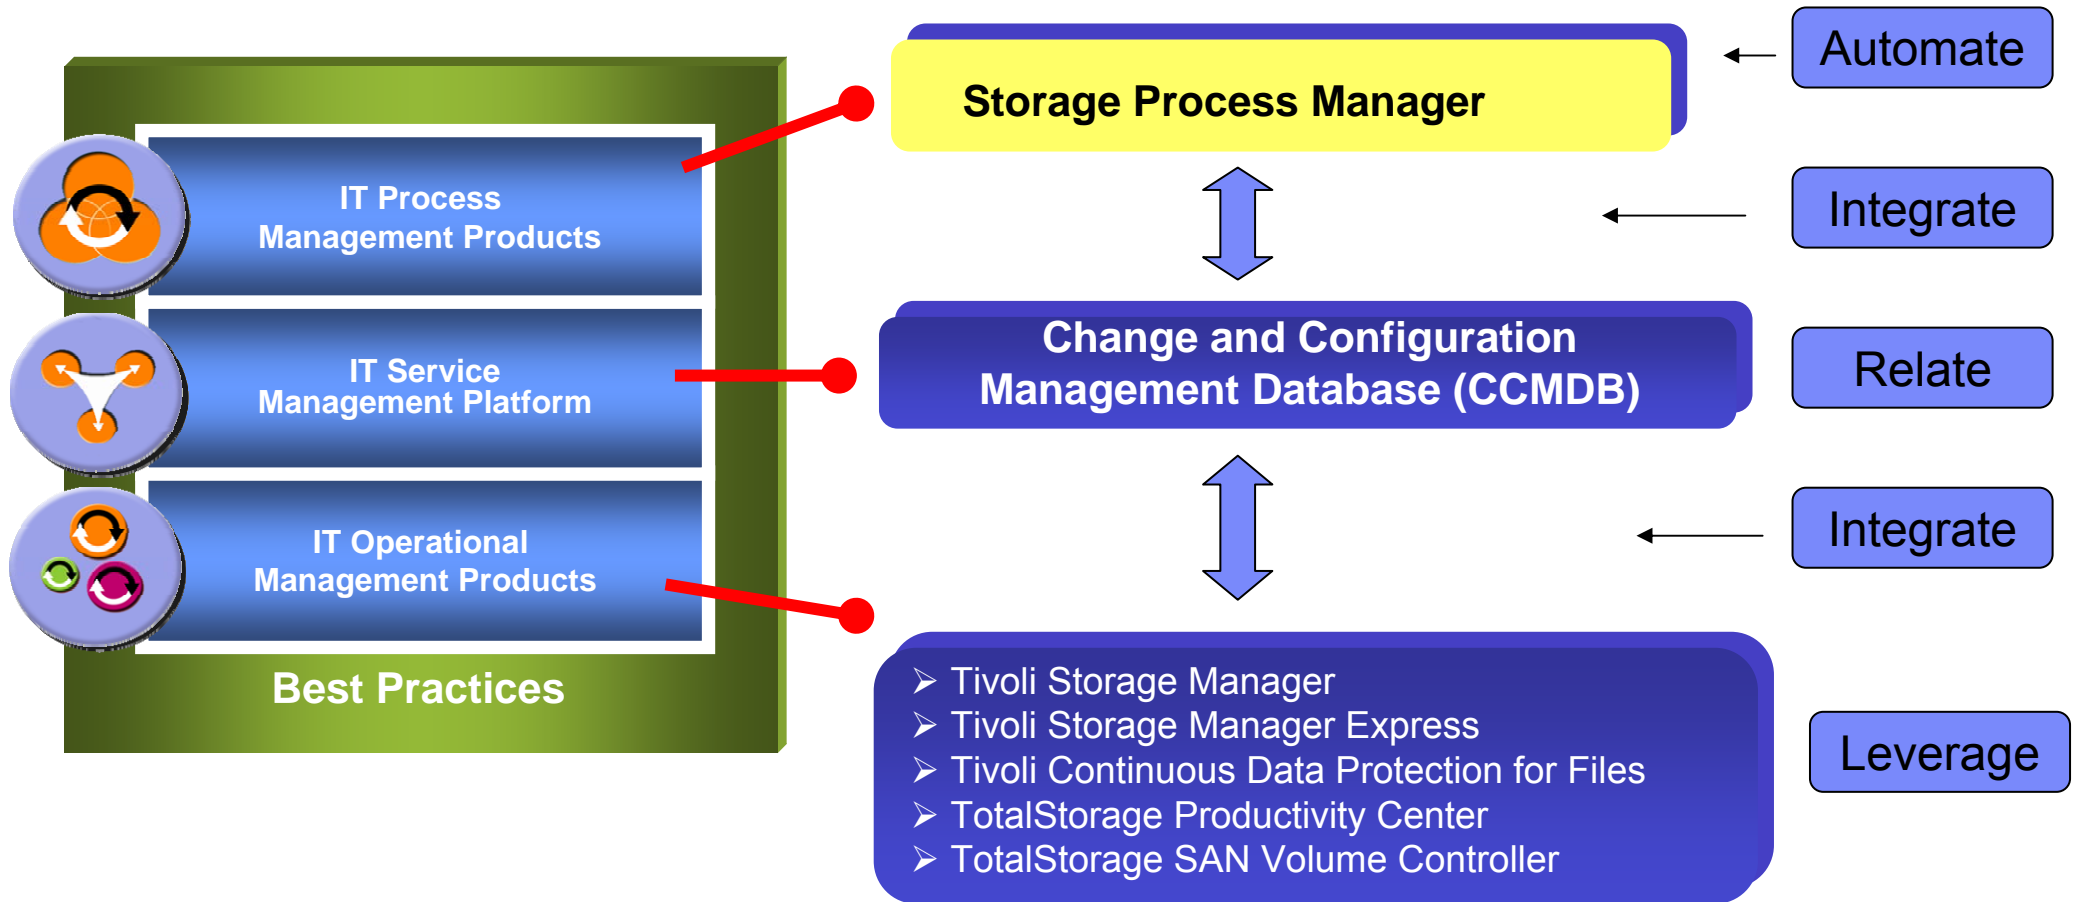 IT Process
Management Products
IT Service
Management Platform
IT Operational
Management Products
Best Practices
Storage Process Manager
Change and Configuration
Management Database (CCMDB)
Tivoli Storage Manager
Tivoli Storage Manager Express
Tivoli Continuous Data Protection for Files
TotalStorage Productivity Center
TotalStorage SAN Volume Controller
Automate
Integrate
Relate
Integrate
Leverage